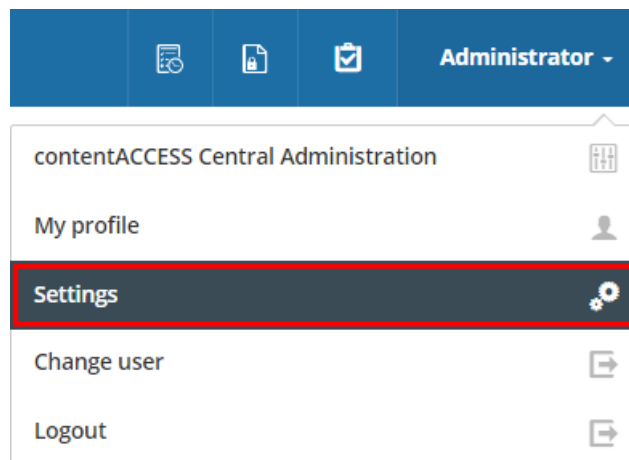 Administrator
contentACCESS Central Administration
My profile
Settings
Change user
Logout